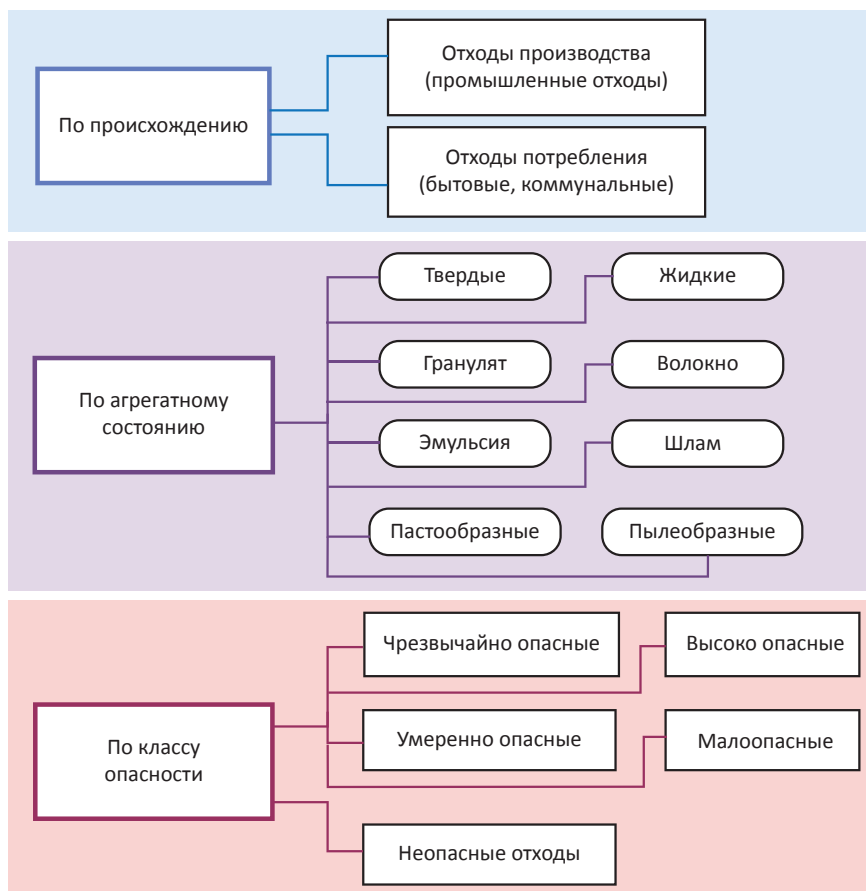 По происхождению
Отходы производства
(промышленные отходы)
Отходы потребления
(бытовые, коммунальные)
По агрегатному
состоянию
Твердые
Жидкие
Гранулят
Волокно
Эмульсия
Шлам
Пастообразные
Пылеобразные
По классу
опасности
Чрезвычайно опасные
Высоко опасные
Умеренно опасные
Малоопасные
Неопасные отходы